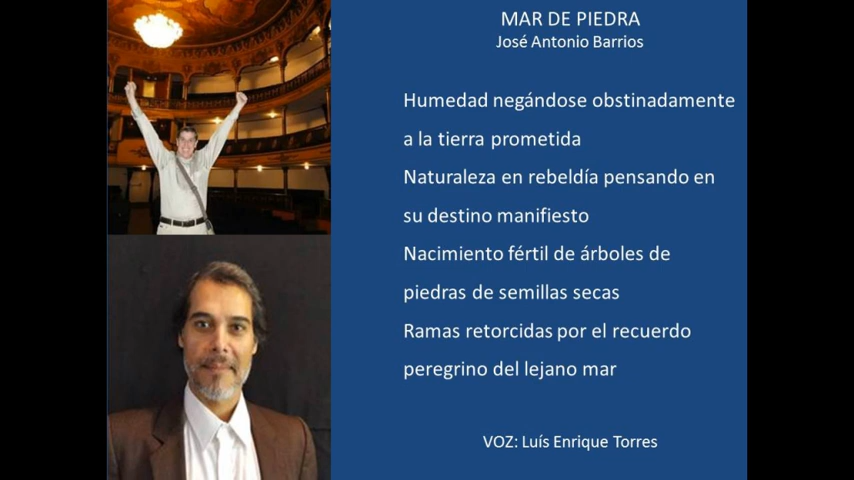 MAR DE PIEDRA
José Antonio Barrios
Humedad negándose obstinadamente
a la tierra prometida
Naturaleza en rebeldía pensando en
su destino manifiesto
Nacimiento fértil de árboles de
piedras de semillas secas
Ramas retorcidas por el recuerdo
peregrino del lejano mar
VOZ: Luís Enrique Torres